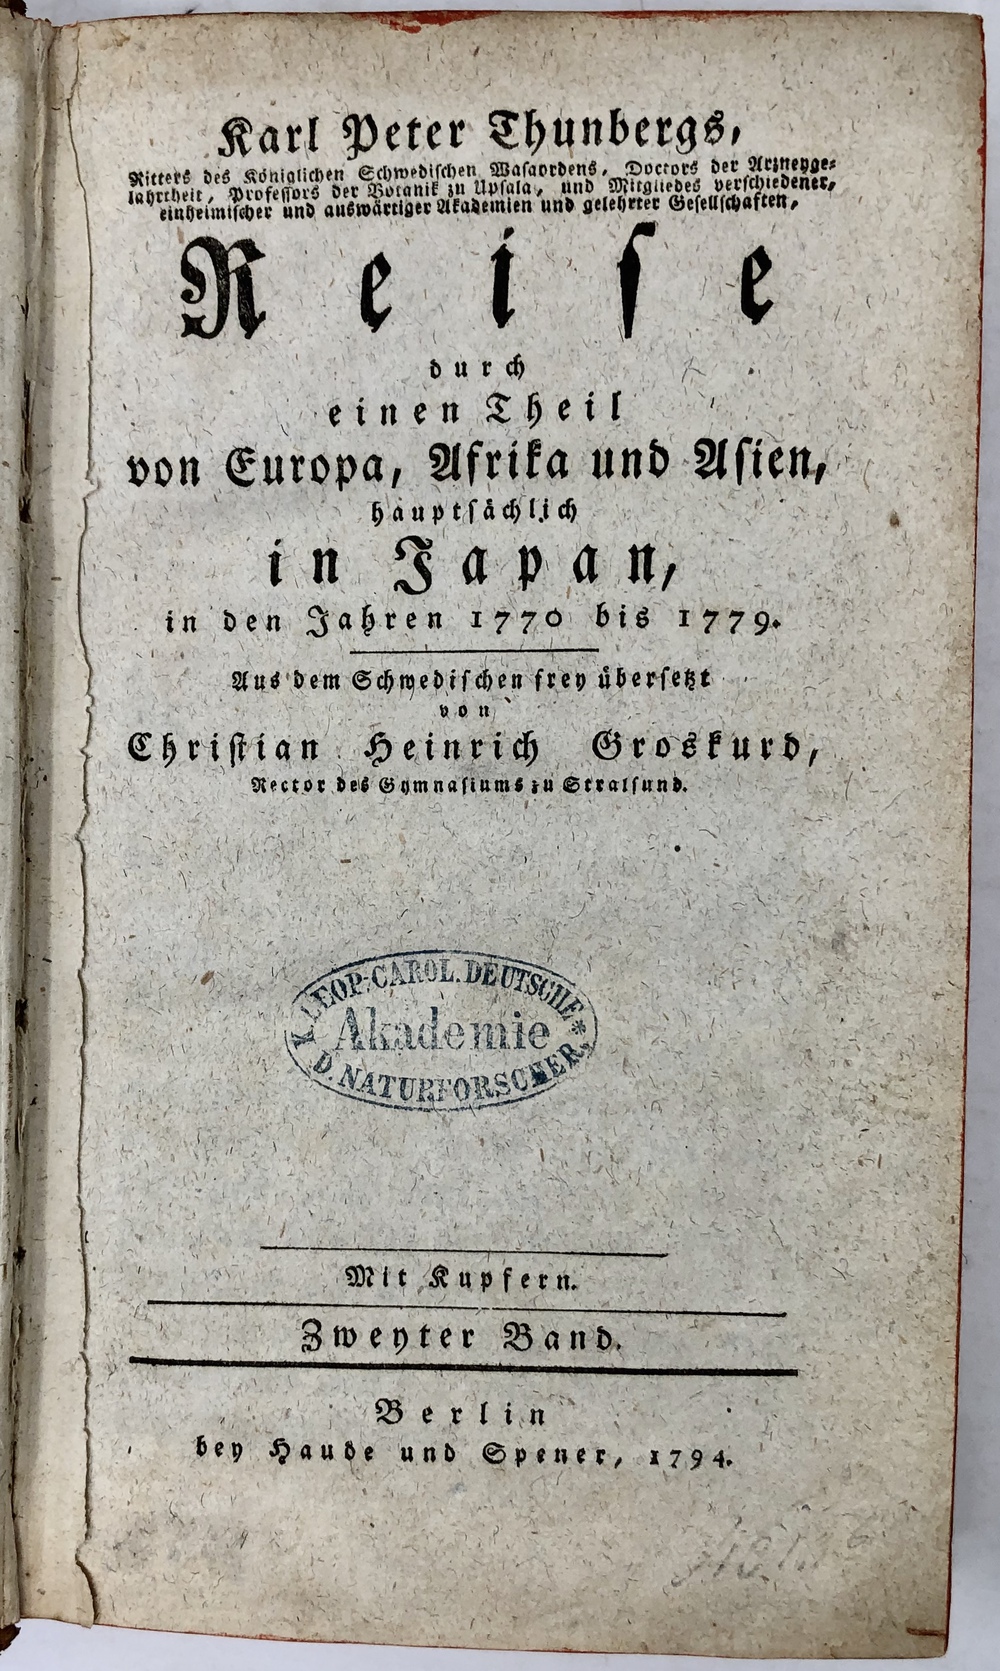 Karl Peter Thunbergs,
Ritters des Königlichen Schwedischen Wasaordens, Doctors der Arzneyge-
lahrtheit, Professors der Botanik zu Upsala, und Mitgliedes verschiedener,
einheimischer und auswärtiger Akademien und gelehrter Gesellschaften,
Reise
durch
einen Theil
von Europa, Afrika und Asien,
hauptsächlich
in Japan,
in den Jahren 1770 bis 1779.
Aus dem Schwedischen frey übersetzt
von
Christian Heinrich Groskurd,
Rector des Gymnasiums zu Stralsund.
K. LEOP.-CAROL. DEUTSCHE
Akademie
D. NATURFORSCHER.
Mit Kupfern.
Zweyter Band.
Berlin
bey Haude und Spener, 1794.